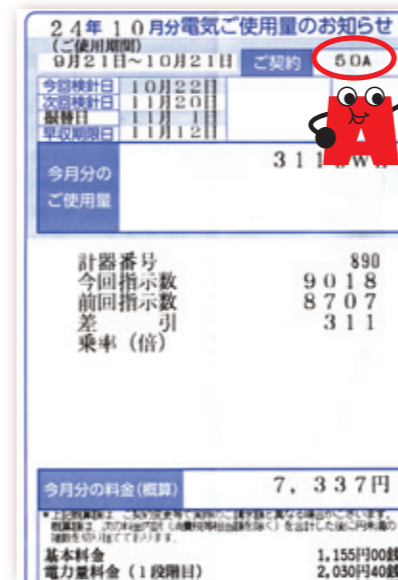 24年10月分電気ご使用量のお知らせ
(ご使用期間)
9月21日~10月21日 ご契約 50A
今回検針日 10月22日
次回検針日 11月20日
振替日 11月 1日
早収期限日 11月12日
今月分の
ご使用量
311
A
計器番号 890
今回指示数 9018
前回指示数 8707
差引 311
乗率(倍)
今月分の料金(概算) 7,337円
基本料金 1,155円00銭
電力量料金(1段階目) 2,030円40銭